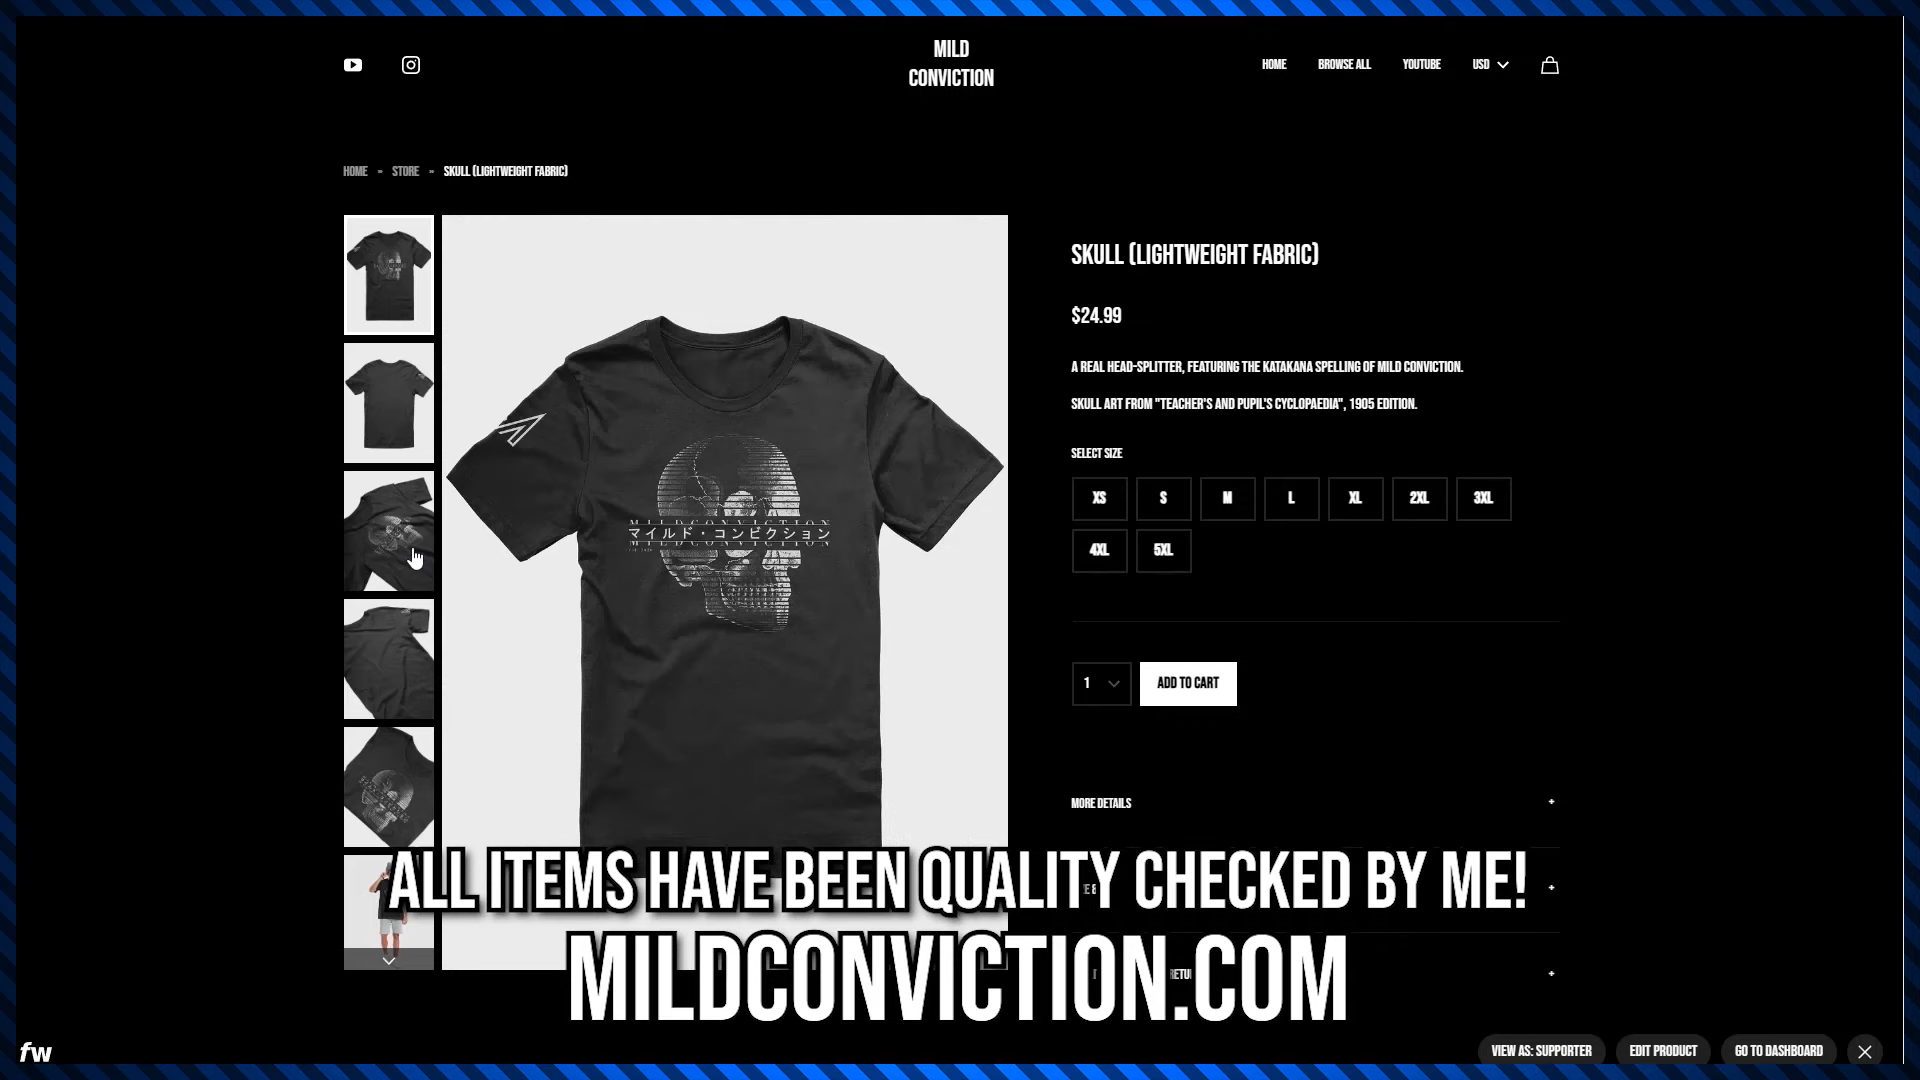 MILD
CONVICTION
HOME
BROWSE ALL
YOUTUBE
USD
HOME
STORE
SKULL (LIGHTWEIGHT FABRIC)
SKULL (LIGHTWEIGHT FABRIC)
$24.99
A REAL HEAD-SPLITTER, FEATURING THE KATAKANA SPELLING OF MILD CONVICTION.
SKULL ART FROM "TEACHER'S AND PUPIL'S CYCLOPAEDIA", 1905 EDITION.
SELECT SIZE
XS S M L XL 2XL 3XL
4XL 5XL
MILDCONVICTION
マイルド・コンビクション
MILDCONVICTION
1
ADD TO CART
MORE DETAILS +
+
+
ALL ITEMS HAVE BEEN QUALITY CHECKED BY ME!
MILDCONVICTION.COM
fw
VIEW AS: SUPPORTER
EDIT PRODUCT
GO TO DASHBOARD